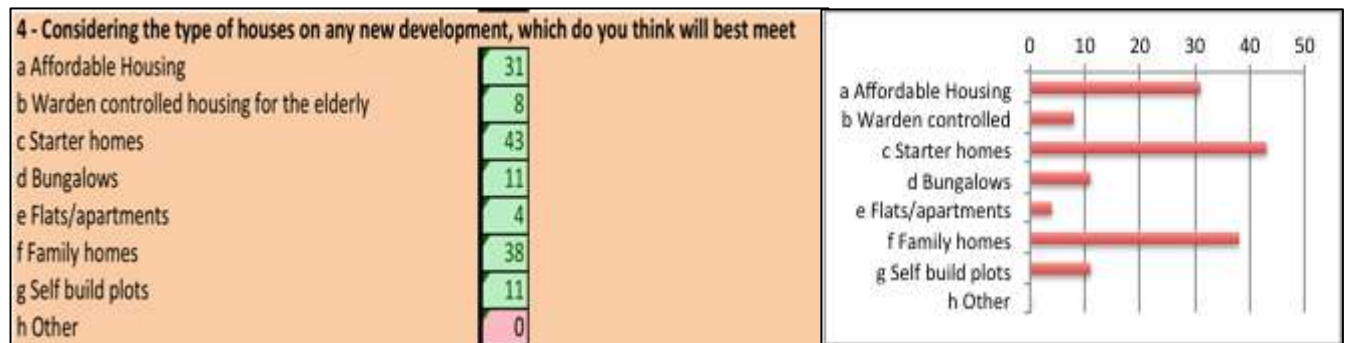 4 - Considering the type of houses on any new development, which do you think will best meet
a Affordable Housing 31
b Warden controlled housing for the elderly 8
c Starter homes 43
d Bungalows 11
e Flats/apartments 4
f Family homes 38
g Self build plots 11
h Other 0
0 10 20 30 40 50
a Affordable Housing
b Warden controlled
c Starter homes
d Bungalows
e Flats/apartments
f Family homes
g Self build plots
h Other